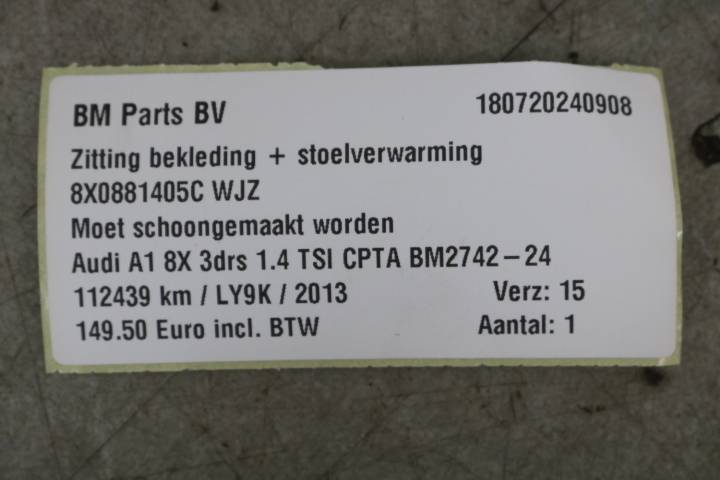 BM Parts BV 180720240908
Zitting bekleding + stoelverwarming
8X0881405C WJZ
Moet schoongemaakt worden
Audi A1 8X 3drs 1.4 TSI CPTA BM2742-24
112439 km / LY9K / 2013 Verz: 15
149.50 Euro incl. BTW Aantal: 1